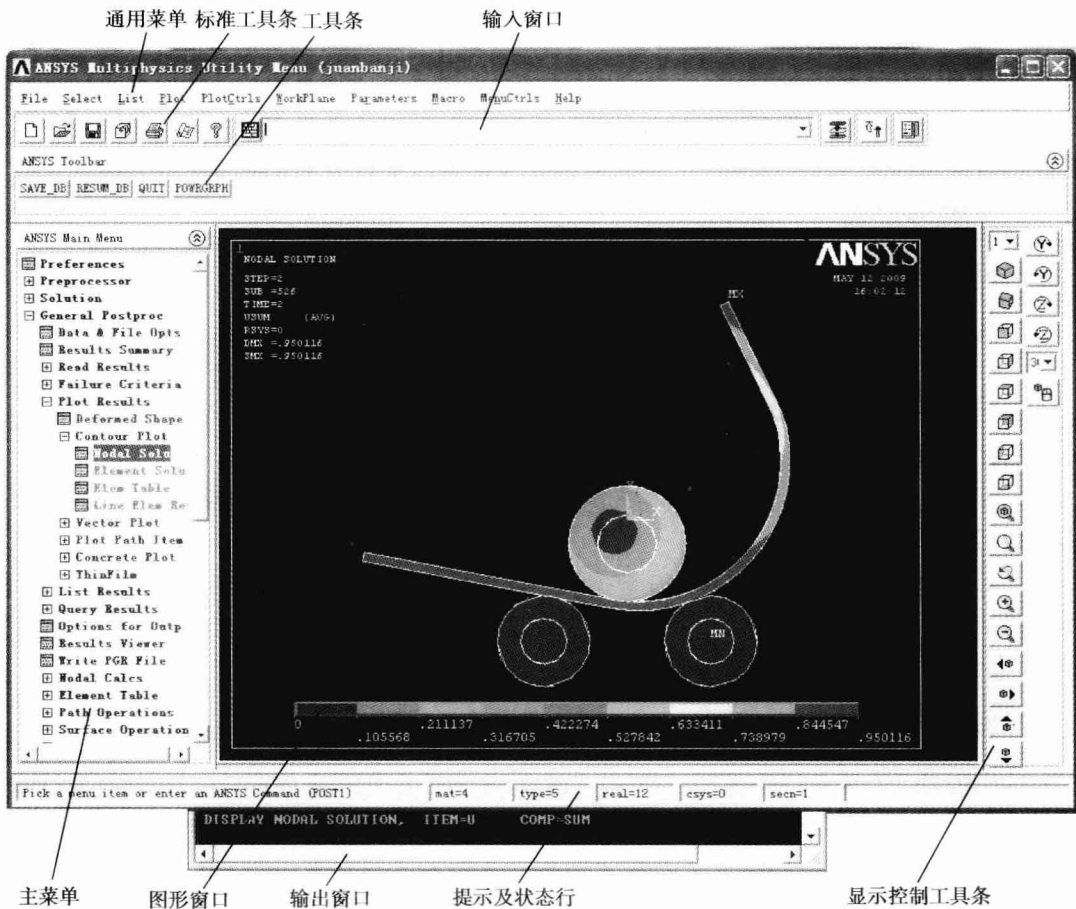 通用菜单 标准工具条 工具条 输入窗口
ANSYS Multiphysics Utility Menu (juanbanji)
File Select List Plot PlotCtrls WorkPlane Parameters Macro MenuCtrls Help
ANSYS Toolbar
SAVE_DB RESUM_DB QUIT POWRGRPH
ANSYS Main Menu
Preferences
Preprocessor
Solution
General Postproc
Data & File Opts
Results Summary
Read Results
Failure Criteria
Plot Results
Deformed Shape
Contour Plot
Nodal Solu
Element Solu
Elem Table
Line Elem Re
Vector Plot
Plot Path Item
Concrete Plot
ThinFilm
List Results
Query Results
Options for Outp
Results Viewer
Write PGR File
Nodal Calcs
Element Table
Path Operations
Surface Operation
1
NODAL SOLUTION
STEP=2
SUB =526
TIME=2
USUM (AVG)
RSYS=0
DMX =.950116
SMX =.950116
ANSYS
MAY 12 2009
16:02:12
MX
Y
X
MN
0 .211137 .422274 .633411 .844547
.105568 .316705 .527842 .738979 .950116
1
Pick a menu item or enter an ANSYS Command (POST1) mat=4 type=5 real=12 csys=0 secn=1
DISPLAY NODAL SOLUTION, ITEM=U COMP=SUM
主菜单 图形窗口 输出窗口 提示及状态行 显示控制工具条